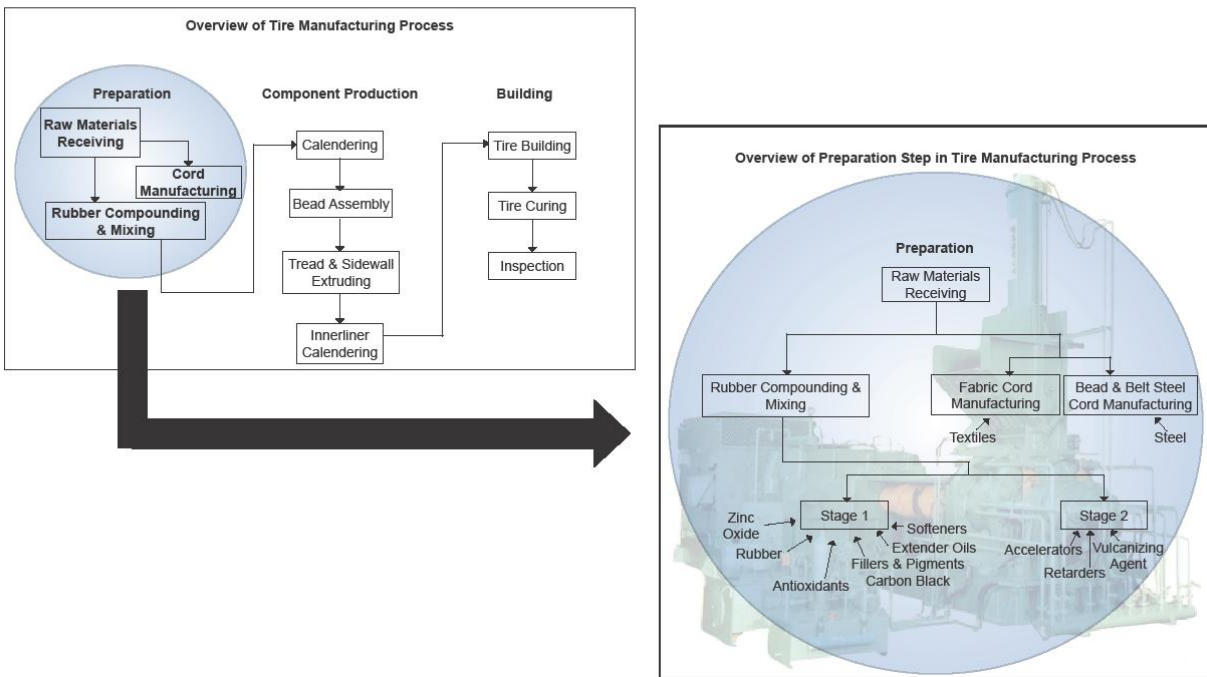 Overview of Tire Manufacturing Process
Preparation
Raw Materials
Receiving
Cord
Manufacturing
Rubber Compounding
& Mixing
Component Production
Calendering
Bead Assembly
Tread & Sidewall
Extruding
Innerliner
Calendering
Building
Tire Building
Tire Curing
Inspection
Overview of Preparation Step in Tire Manufacturing Process
Preparation
Raw Materials
Receiving
Rubber Compounding &
Mixing
Fabric Cord
Manufacturing
Textiles
Bead & Belt Steel
Cord Manufacturing
Steel
Stage 1
Zinc
Oxide
Rubber
Antioxidants
Fillers & Pigments
Carbon Black
Extender Oils
Softeners
Stage 2
Accelerators
Retarders
Vulcanizing
Agent